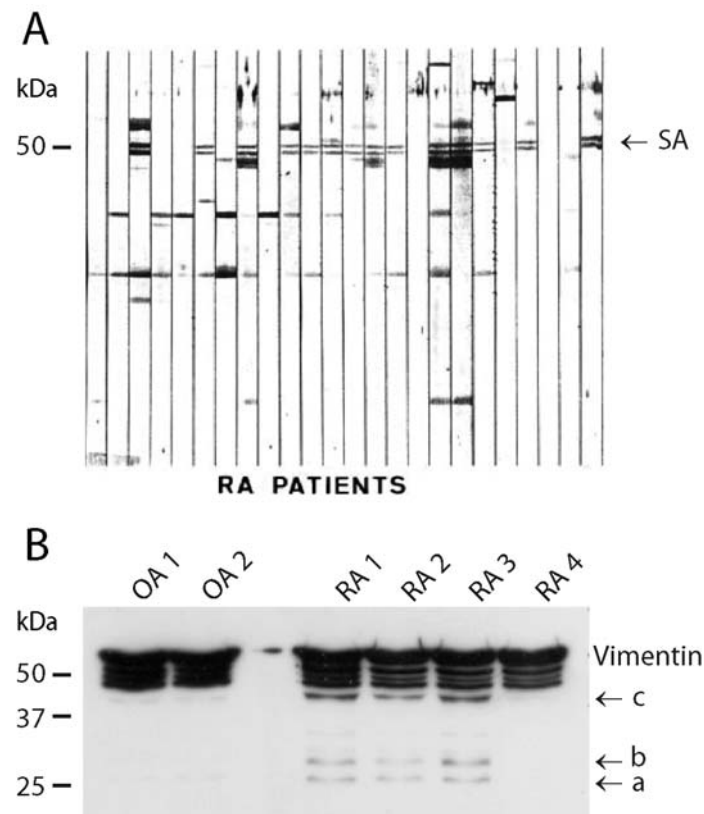 A
kDa
50
← SA
RA PATIENTS
B
OA 1 OA 2 RA 1 RA 2 RA 3 RA 4
kDa
Vimentin
50
← c
37
← b
25
← a